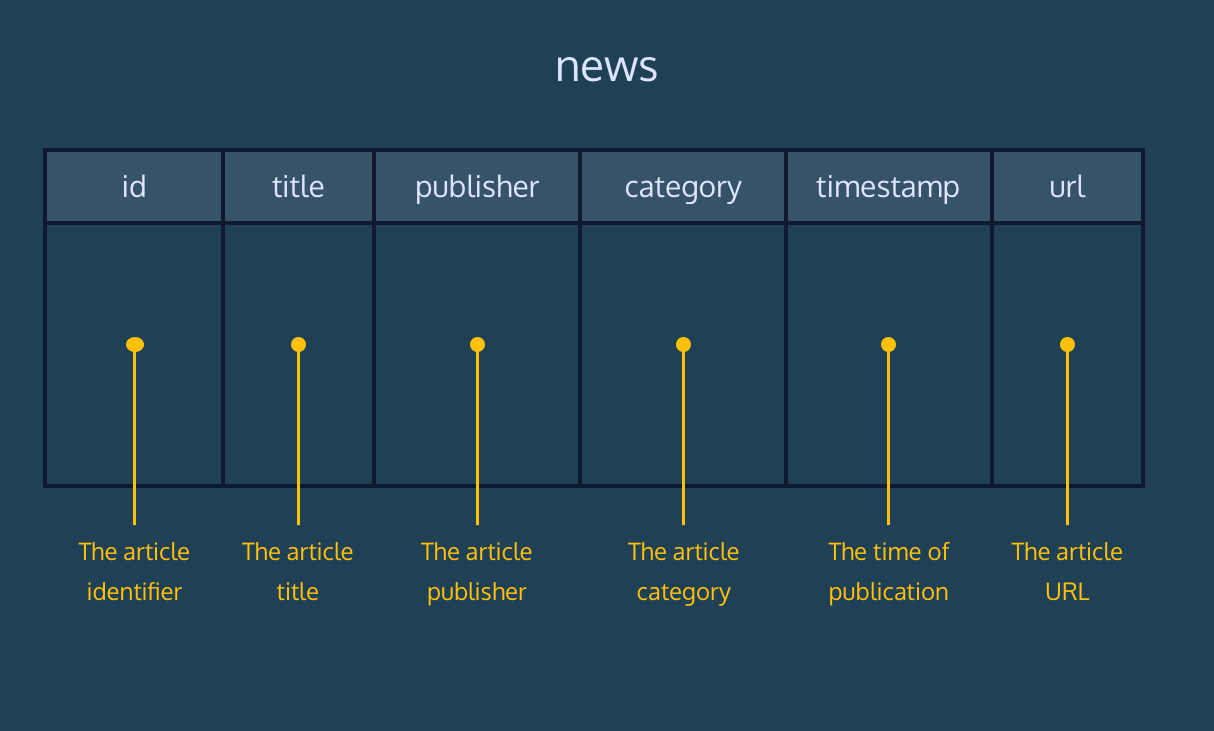 news
id title publisher category timestamp url
The article The article The article The article The time of The article
identifier title publisher category publication URL